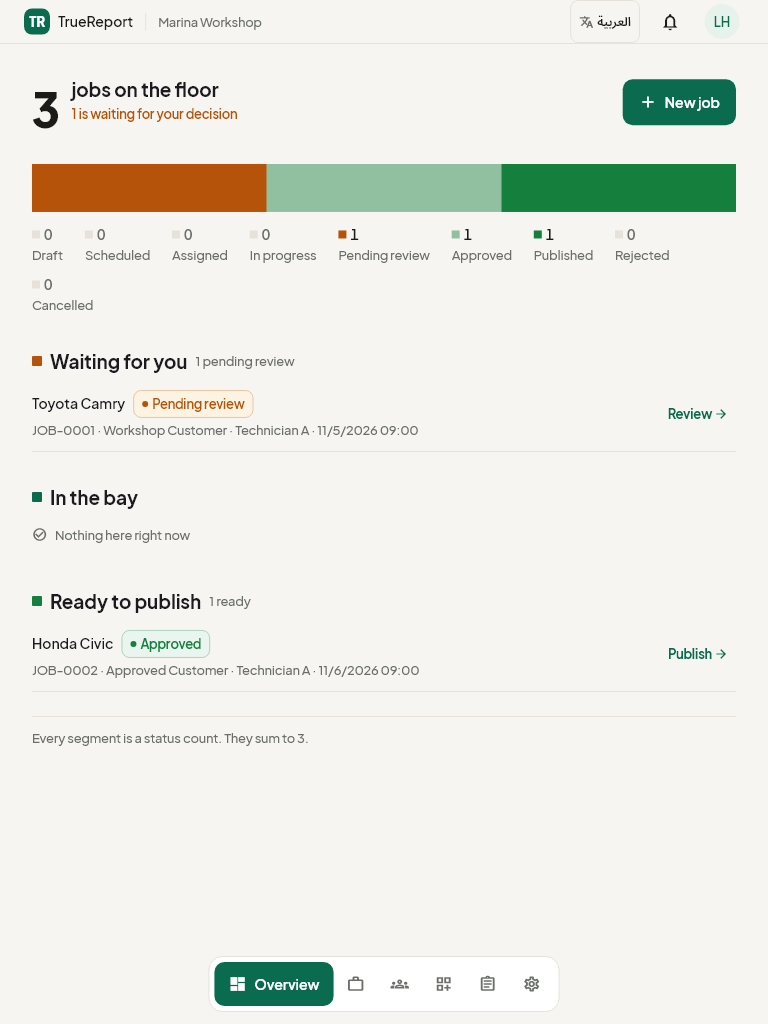 TR TrueReport Marina Workshop العربية LH
3 jobs on the floor
1 is waiting for your decision
+ New job
0 0 0 0 1 1 1 0
Draft Scheduled Assigned In progress Pending review Approved Published Rejected
0
Cancelled
Waiting for you 1 pending review
Toyota Camry Pending review
JOB-0001 · Workshop Customer · Technician A · 11/5/2026 09:00
Review →
In the bay
Nothing here right now
Ready to publish 1 ready
Honda Civic Approved
JOB-0002 · Approved Customer · Technician A · 11/6/2026 09:00
Publish →
Every segment is a status count. They sum to 3.
Overview